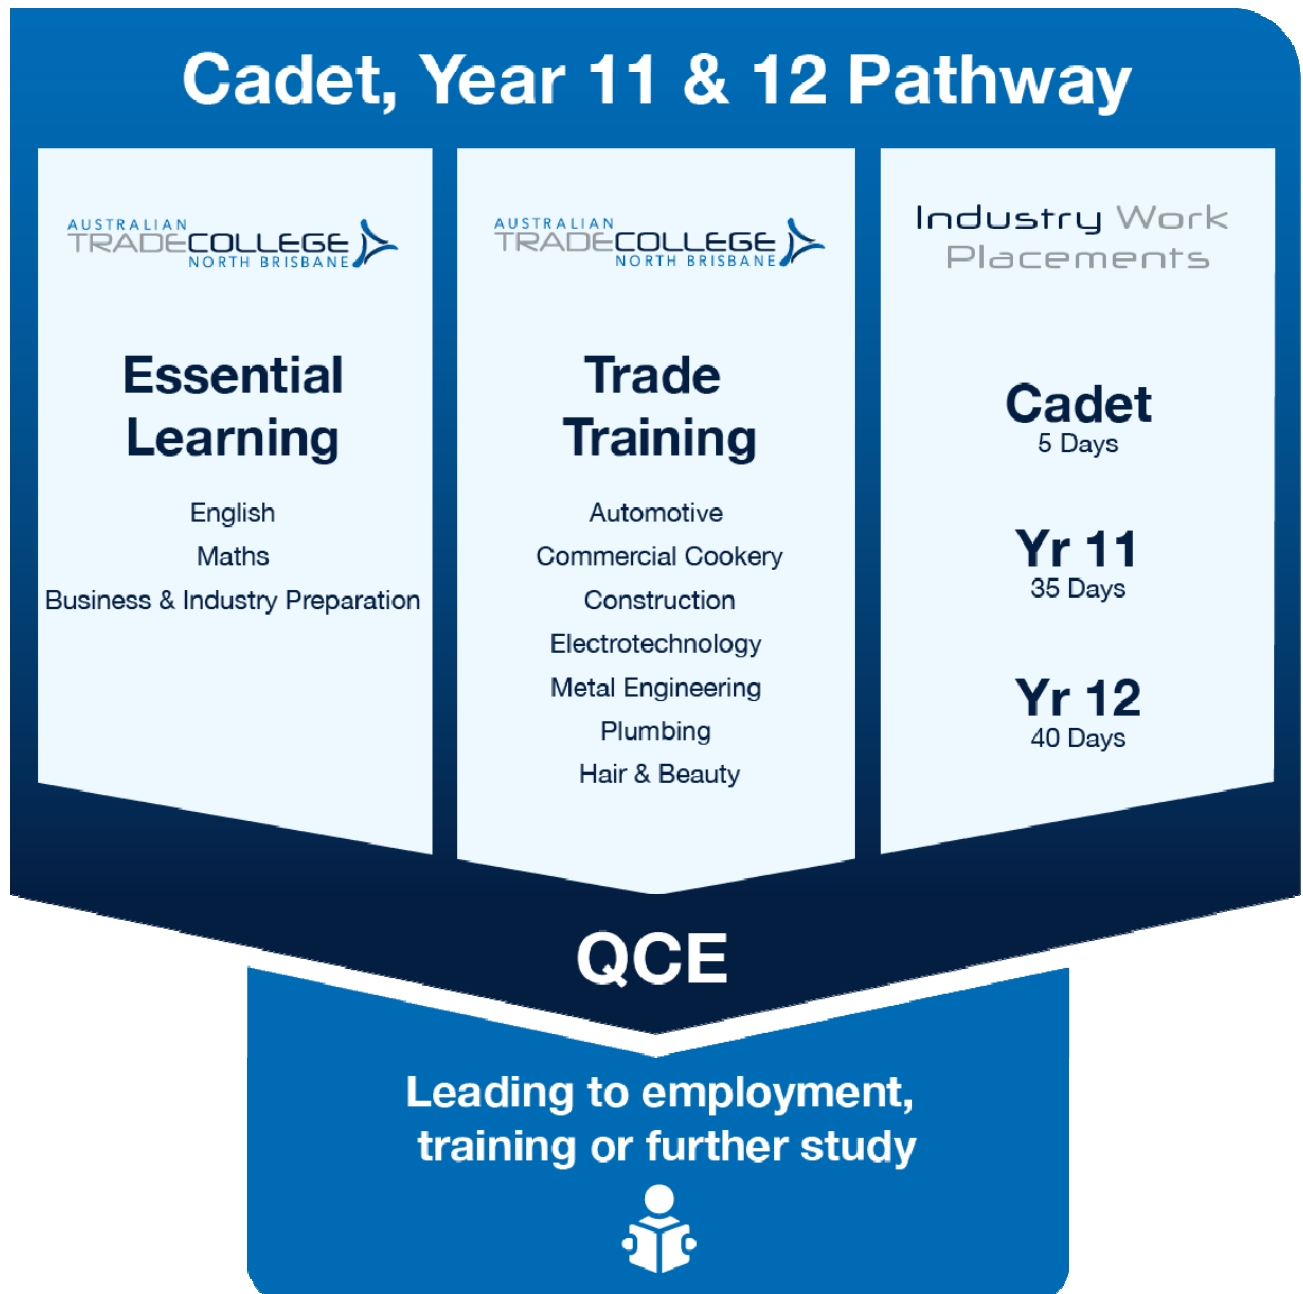 Cadet, Year 11 & 12 Pathway
AUSTRALIAN
TRADECOLLEGE
NORTH BRISBANE
Essential
Learning
English
Maths
Business & Industry Preparation
AUSTRALIAN
TRADECOLLEGE
NORTH BRISBANE
Trade
Training
Automotive
Commercial Cookery
Construction
Electrotechnology
Metal Engineering
Plumbing
Hair & Beauty
Industry Work
Placements
Cadet
5 Days
Yr 11
35 Days
Yr 12
40 Days
QCE
Leading to employment,
training or further study